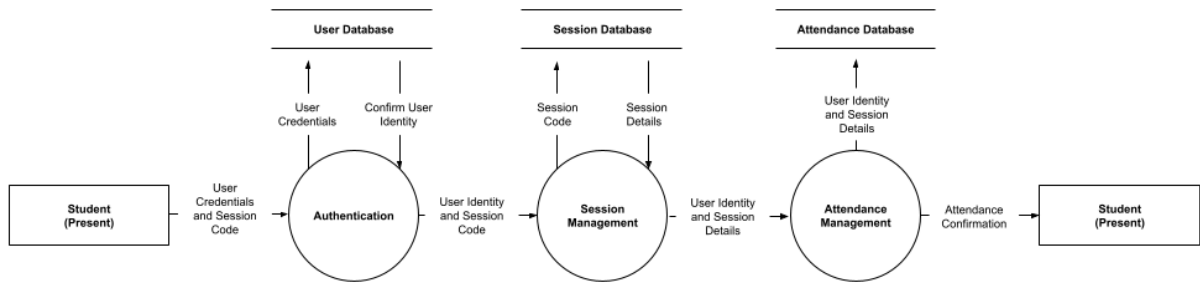 User Database
Session Database
Attendance Database
User
Credentials
Confirm User
Identity
Session
Code
Session
Details
User Identity
and Session
Details
Student
(Present)
User
Credentials
and Session
Code
Authentication
User Identity
and Session
Code
Session
Management
User Identity
and Session
Details
Attendance
Management
Attendance
Confirmation
Student
(Present)